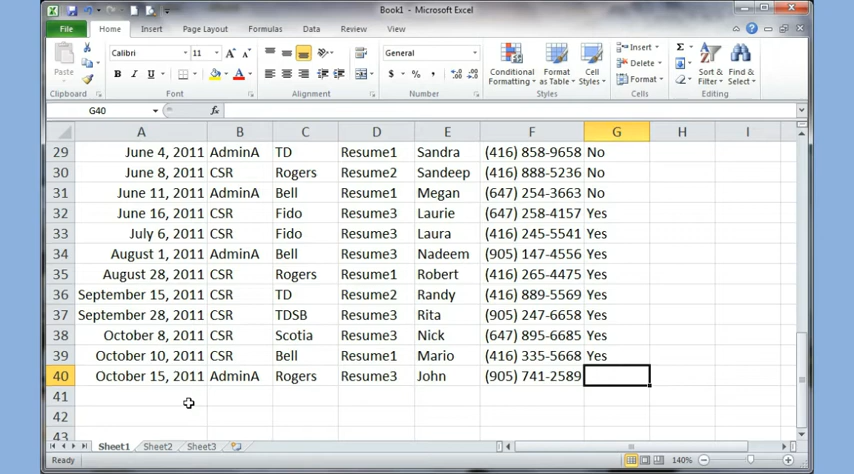 Book1 - Microsoft Excel
File Home Insert Page Layout Formulas Data Review View
Calibri 11 General
Paste B I U $ % , Conditional Formatting Format as Table Cell Styles Insert Delete Format Sort & Filter Find & Select
Clipboard Font Alignment Number Styles Cells Editing
G40 fx
A B C D E F G H I
29 June 4, 2011 AdminA TD Resume1 Sandra (416) 858-9658 No
30 June 8, 2011 CSR Rogers Resume2 Sandeep (416) 888-5236 No
31 June 11, 2011 AdminA Bell Resume1 Megan (647) 254-3663 No
32 June 16, 2011 CSR Fido Resume3 Laurie (647) 258-4157 Yes
33 July 6, 2011 CSR Fido Resume3 Laura (416) 245-5541 Yes
34 August 1, 2011 AdminA Bell Resume3 Nadeem (905) 147-4556 Yes
35 August 28, 2011 CSR Rogers Resume1 Robert (416) 265-4475 Yes
36 September 15, 2011 CSR TD Resume2 Randy (416) 889-5569 Yes
37 September 28, 2011 CSR TDSB Resume3 Rita (905) 247-6658 Yes
38 October 8, 2011 CSR Scotia Resume3 Nick (647) 895-6685 Yes
39 October 10, 2011 CSR Bell Resume1 Mario (416) 335-5668 Yes
40 October 15, 2011 AdminA Rogers Resume3 John (905) 741-2589
41
42
43
Sheet1 Sheet2 Sheet3
Ready 140%